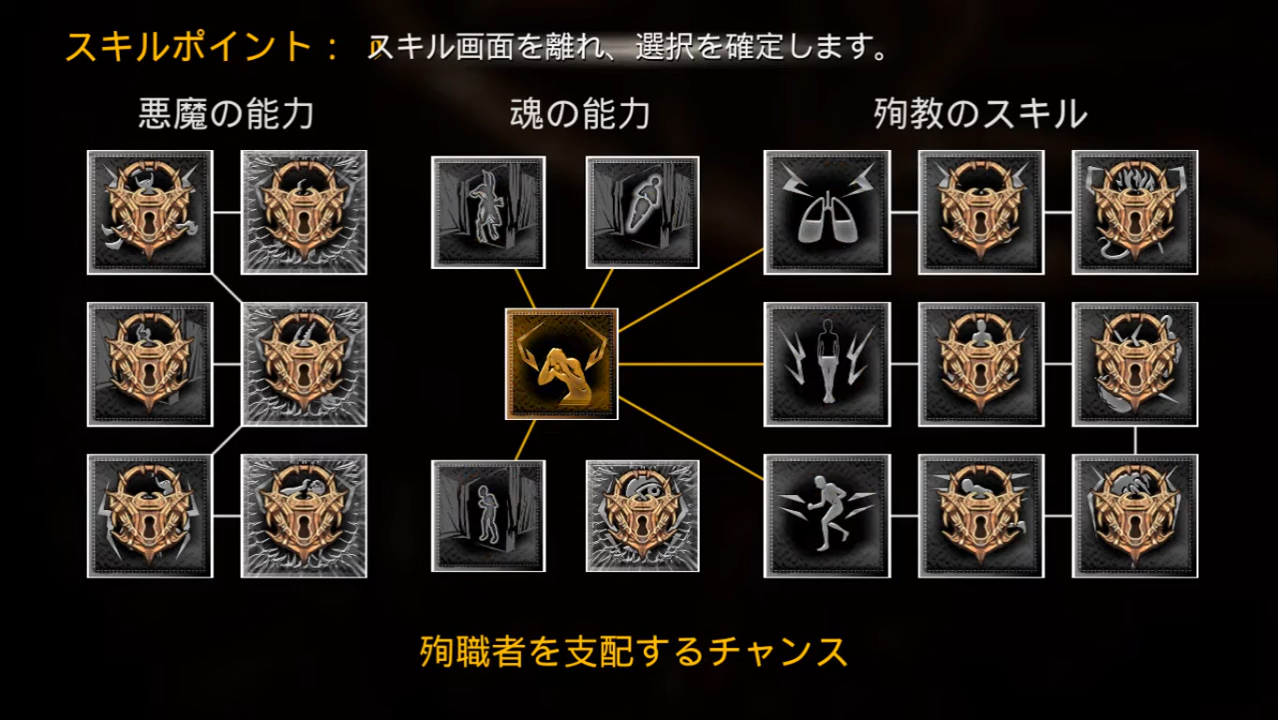 スキルポイント： スキル画面を離れ、選択を確定します。
悪魔の能力 魂の能力 殉教のスキル
殉職者を支配するチャンス